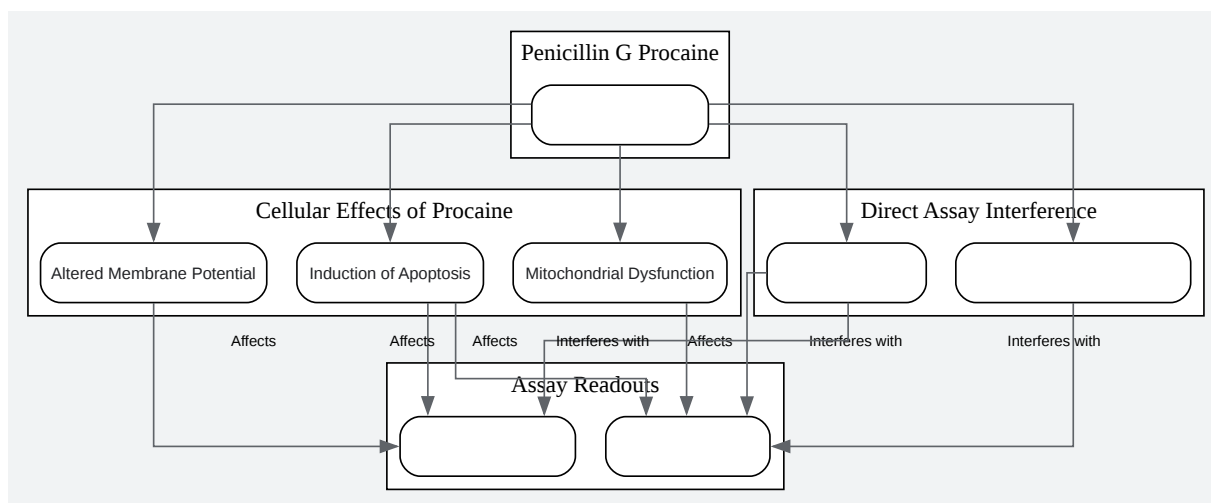 Penicillin G Procaine
Cellular Effects of Procaine
Direct Assay Interference
Altered Membrane Potential
Induction of Apoptosis
Mitochondrial Dysfunction
Affects
Affects
Affects
Interferes with
Affects
Interferes with
Interferes with
Assay Readouts